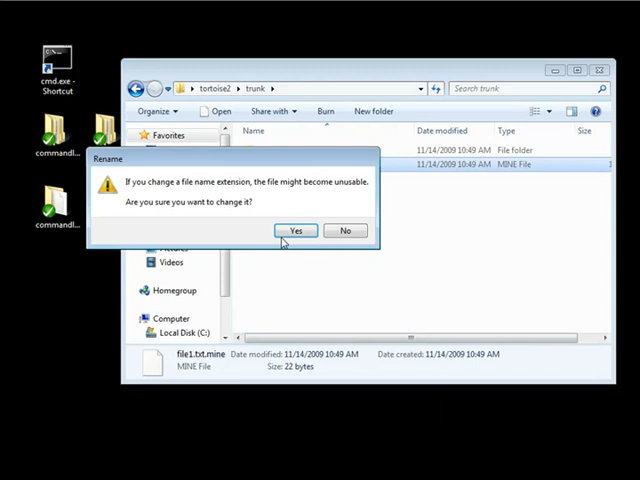 cmd.exe -
Shortcut
commandl...
commandl...
tortoise2 trunk
Search trunk
Organize Open Share with Burn New folder
Favorites
Name Date modified Type Size
11/14/2009 10:49 AM File folder
11/14/2009 10:49 AM MINE File 1
Rename
If you change a file name extension, the file might become unusable.
Are you sure you want to change it?
Yes No
Pictures
Videos
Homegroup
Computer
Local Disk (C:)
file1.txt.mine Date modified: 11/14/2009 10:49 AM Date created: 11/14/2009 10:49 AM
MINE File Size: 22 bytes